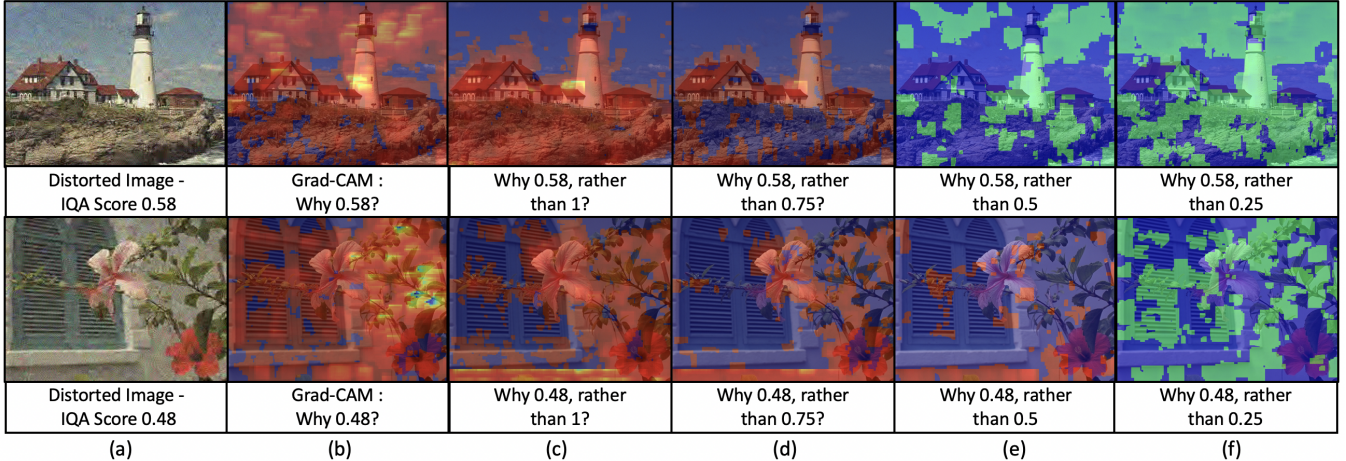 Distorted Image -
IQA Score 0.58
Grad-CAM :
Why 0.58?
Why 0.58, rather
than 1?
Why 0.58, rather
than 0.75?
Why 0.58, rather
than 0.5
Why 0.58, rather
than 0.25
Distorted Image -
IQA Score 0.48
Grad-CAM :
Why 0.48?
Why 0.48, rather
than 1?
Why 0.48, rather
than 0.75?
Why 0.48, rather
than 0.5
Why 0.48, rather
than 0.25
(a)
(b)
(c)
(d)
(e)
(f)